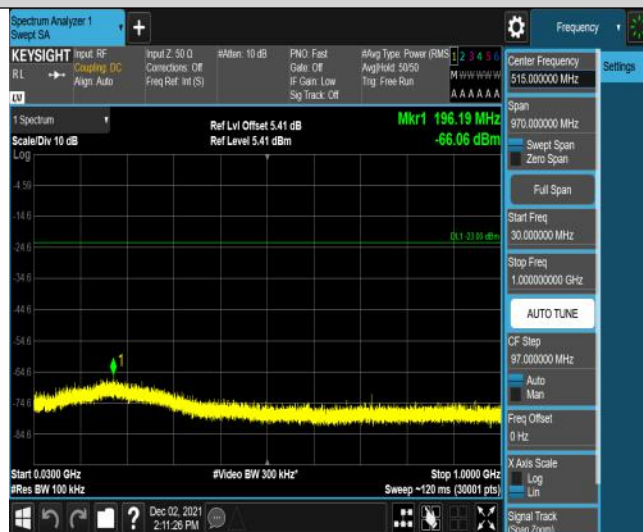 Spectrum Analyzer 1
Swept SA
Frequency
KEYSIGHT
Input: RF
Coupling: DC
Align: Auto
Input Z: 50 Ω
Corrections: Off
Freq Ref: Int (S)
#Atten: 10 dB
PNO: Fast
Gate: Off
IF Gain: Low
Sig Track: Off
#Avg Type: Power (RMS
Avg|Hold: 50/50
Trig: Free Run
1 2 3 4 5 6
M W W W W W
A A A A A A
R L
LXI
1 Spectrum
Scale/Div 10 dB
Log
Ref Lvl Offset 5.41 dB
Ref Level 5.41 dBm
Mkr1 196.19 MHz
-66.06 dBm
-4.59
-14.6
-24.6
-34.6
-44.6
-54.6
-64.6
-74.6
-84.6
1
Start 0.0300 GHz
#Res BW 100 kHz
#Video BW 300 kHz*
Stop 1.0000 GHz
Sweep ~120 ms (30001 pts)
Dec 02, 2021
2:11:26 PM
Center Frequency
515.000000 MHz
Settings
Span
970.000000 MHz
Swept Span
Zero Span
Full Span
Start Freq
30.000000 MHz
Stop Freq
1.000000000 GHz
AUTO TUNE
CF Step
97.000000 MHz
Auto
Man
Freq Offset
0 Hz
X Axis Scale
Log
Lin
Signal Track
(Span Zoom)